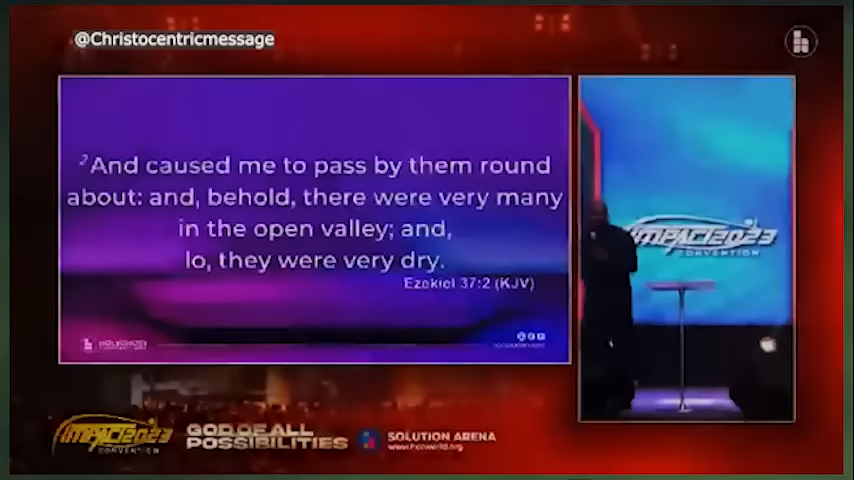 @Christocentricmessage
²And caused me to pass by them round
about: and, behold, there were very many
in the open valley; and,
lo, they were very dry.
Ezekiel 37:2 (KJV)
IMPACT2023
CONVENTION
IMPACT2023
CONVENTION
GOD OF ALL
POSSIBILITIES
SOLUTION ARENA